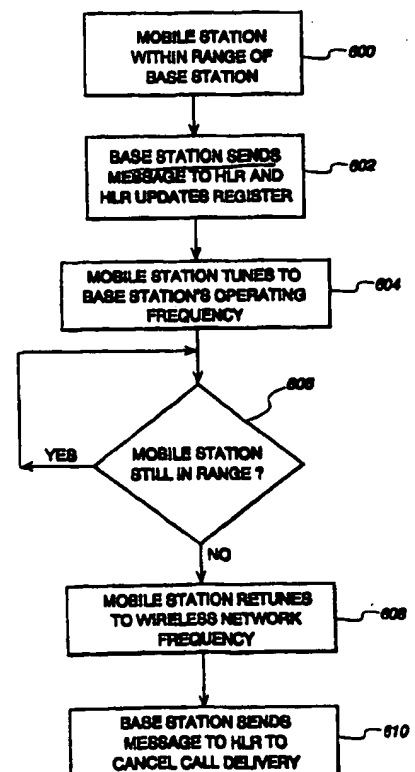 MOBILE STATION
WITHIN RANGE OF
BASE STATION
600
BASE STATION SENDS
MESSAGE TO HLR AND
HLR UPDATES REGISTER
602
MOBILE STATION TUNES TO
BASE STATION'S OPERATING
FREQUENCY
604
606
MOBILE STATION
STILL IN RANGE ?
YES
NO
MOBILE STATION RETUNES
TO WIRELESS NETWORK
FREQUENCY
608
BASE STATION SENDS
MESSAGE TO HLR TO
CANCEL CALL DELIVERY
610